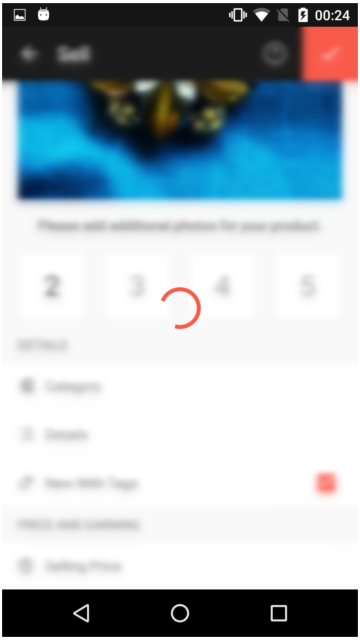 00:24
Sell
Please add additional photos for your product.
2 3 4 5
DETAILS
Category
Details
New With Tags
PRICE AND EARNING
Selling Price